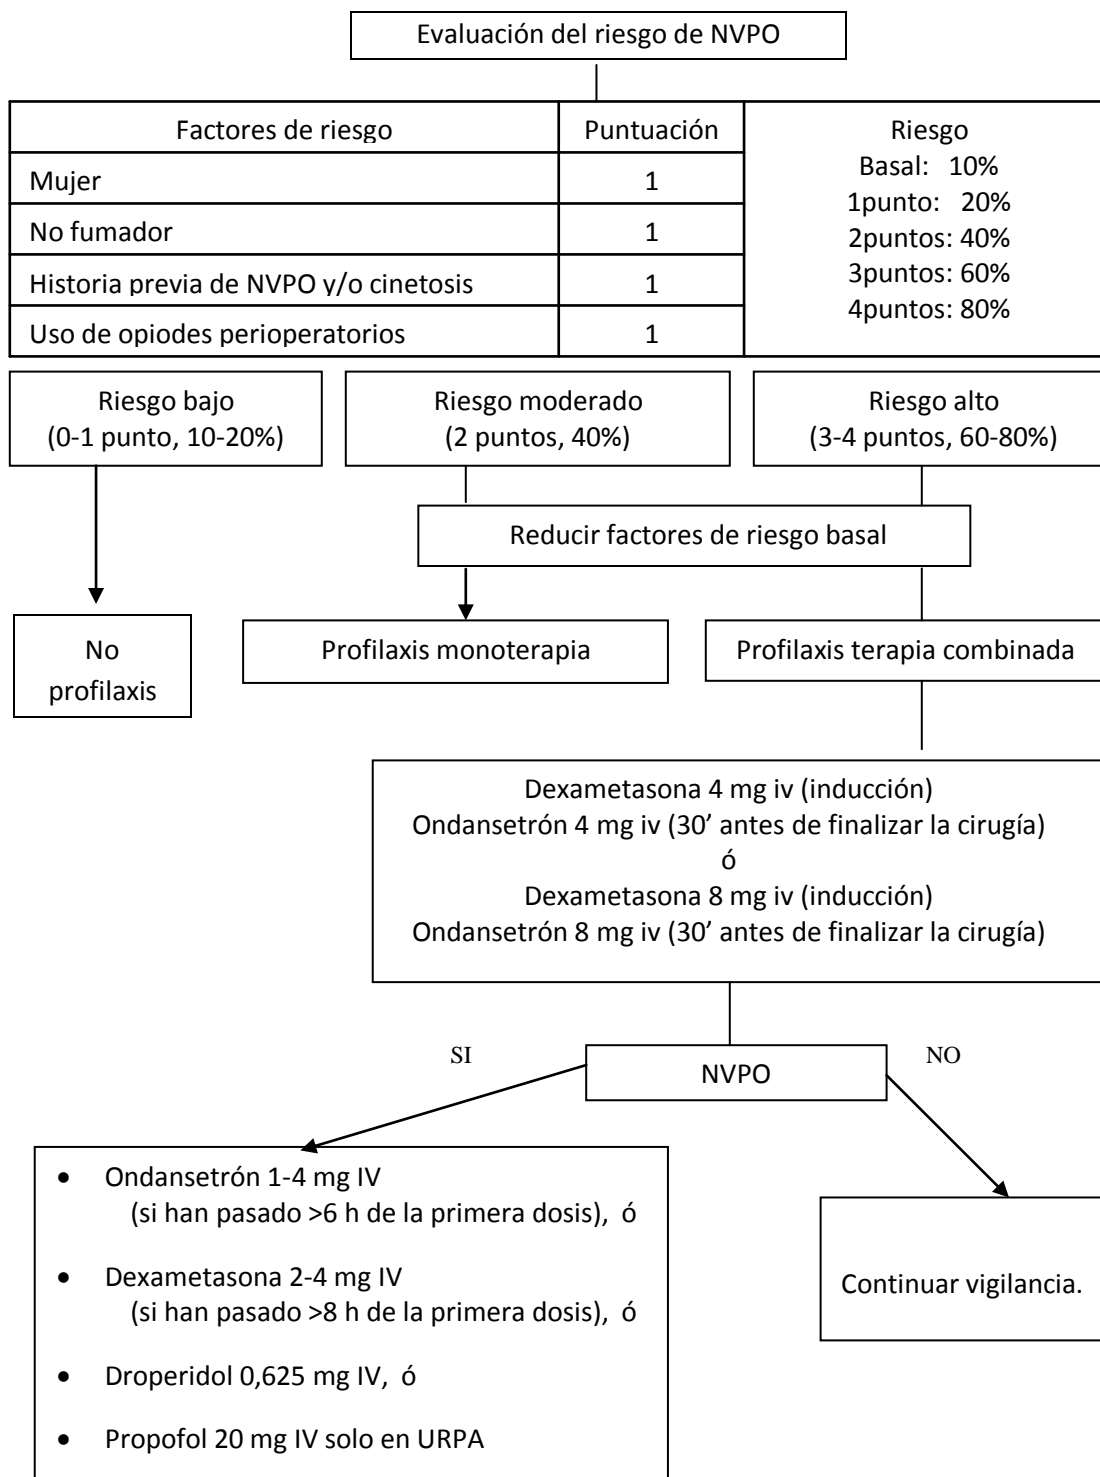 Evaluación del riesgo de NVPO
Factores de riesgo Puntuación
Mujer 1
No fumador 1
Historia previa de NVPO y/o cinetosis 1
Uso de opiodes perioperatorios 1
Riesgo
Basal: 10%
1punto: 20%
2puntos: 40%
3puntos: 60%
4puntos: 80%
Riesgo bajo
(0-1 punto, 10-20%)
Riesgo moderado
(2 puntos, 40%)
Riesgo alto
(3-4 puntos, 60-80%)
Reducir factores de riesgo basal
No
profilaxis
Profilaxis monoterapia
Profilaxis terapia combinada
Dexametasona 4 mg iv (inducción)
Ondansetrón 4 mg iv (30’ antes de finalizar la cirugía)
ó
Dexametasona 8 mg iv (inducción)
Ondansetrón 8 mg iv (30’ antes de finalizar la cirugía)
SI
NVPO
NO
• Ondansetrón 1-4 mg IV
(si han pasado >6 h de la primera dosis), ó
• Dexametasona 2-4 mg IV
(si han pasado >8 h de la primera dosis), ó
• Droperidol 0,625 mg IV, ó
• Propofol 20 mg IV solo en URPA
Continuar vigilancia.